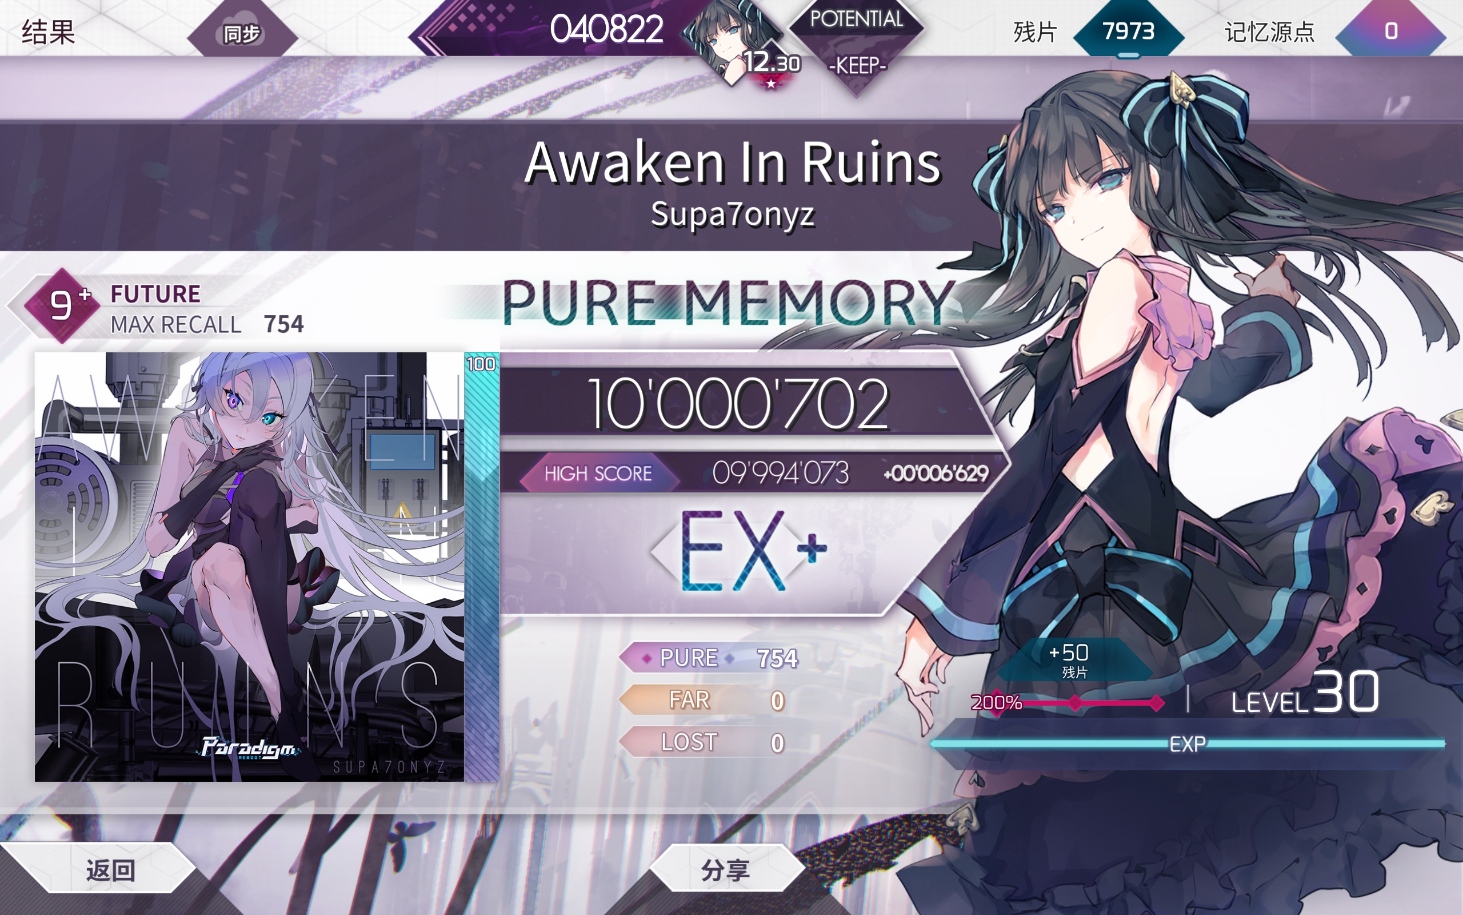 结果
同步
040822
12.30
POTENTIAL
-KEEP-
残片
7973
记忆源点
0
Awaken In Ruins
Supa7onyz
9+
FUTURE
MAX RECALL 754
PURE MEMORY
100
10'000'702
HIGH SCORE 09'994'073 +00'006'629
EX+
PURE 754
FAR 0
LOST 0
AWAKEN
RUINS
Paradigm
REBOOT
SUPA7ONYZ
+50
残片
200%
LEVEL 30
EXP
返回
分享